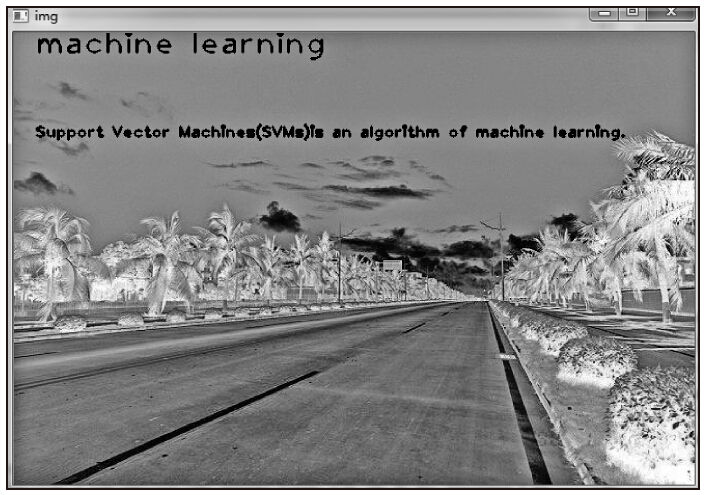 img
machine learning
Support Vector Machines(SVMs)is an algorithm of machine learning.